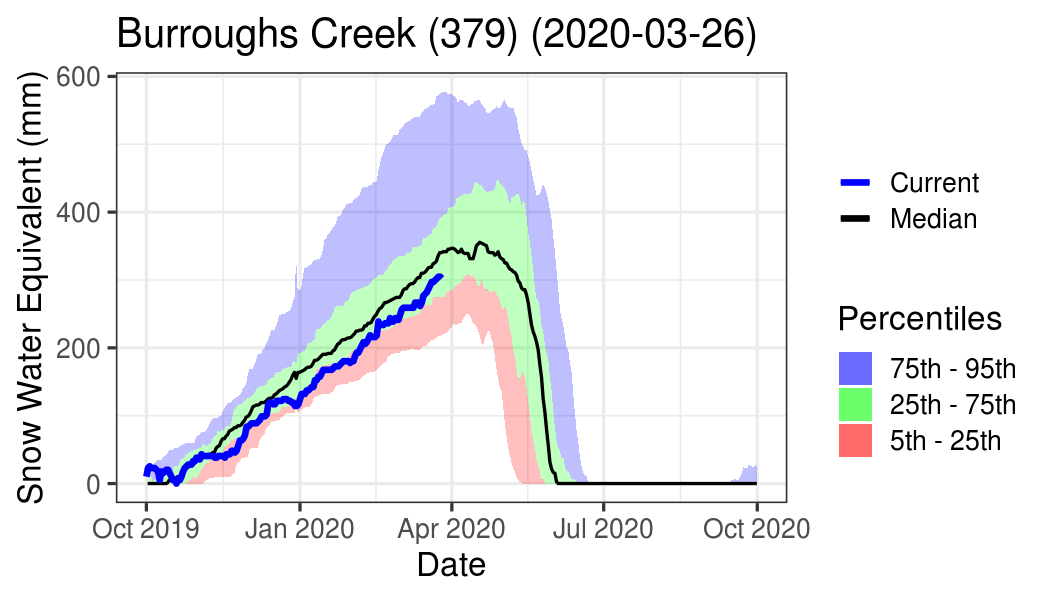 Burroughs Creek (379) (2020-03-26)
Snow Water Equivalent (mm)
600
400
200
0
Oct 2019
Jan 2020
Apr 2020
Jul 2020
Oct 2020
Date
Current
Median
Percentiles
75th - 95th
25th - 75th
5th - 25th